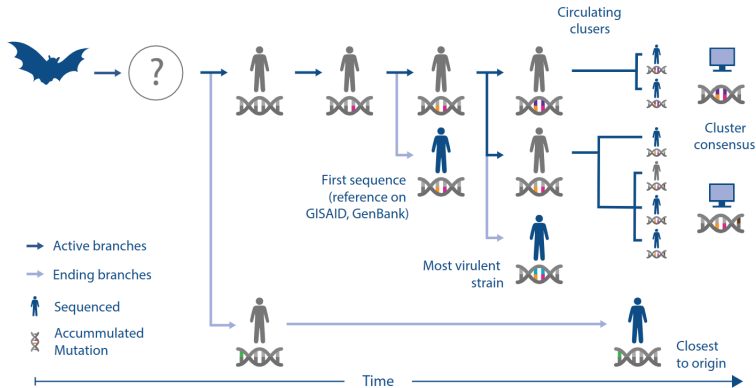 Circulating
clusers
?
Cluster
consensus
First sequence
(reference on
GISAID, GenBank)
Most virulent
strain
Active branches
Ending branches
Sequenced
Accummulated
Mutation
Closest
to origin
Time